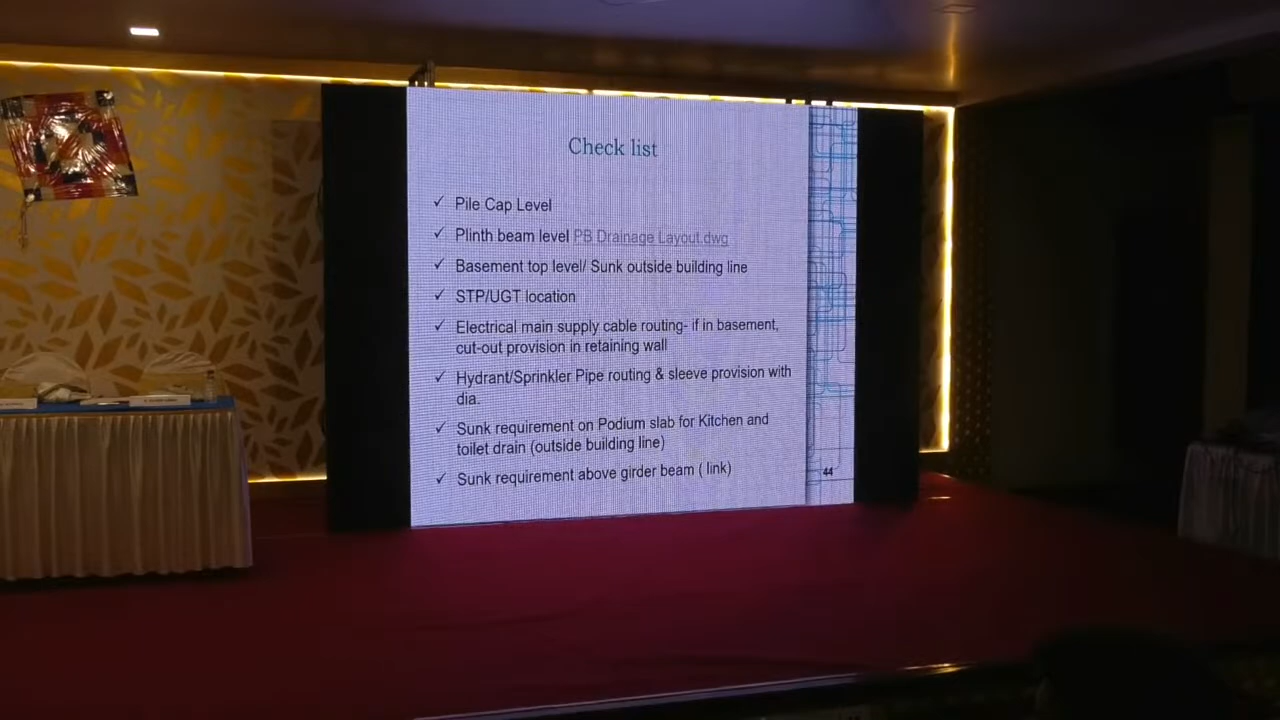 Check list
✓ Pile Cap Level
✓ Plinth beam level PB Drainage Layout.dwg
✓ Basement top level/ Sunk outside building line
✓ STP/UGT location
✓ Electrical main supply cable routing- if in basement,
cut-out provision in retaining wall
✓ Hydrant/Sprinkler Pipe routing & sleeve provision with
dia.
✓ Sunk requirement on Podium slab for Kitchen and
toilet drain (outside building line)
✓ Sunk requirement above girder beam ( link)
44